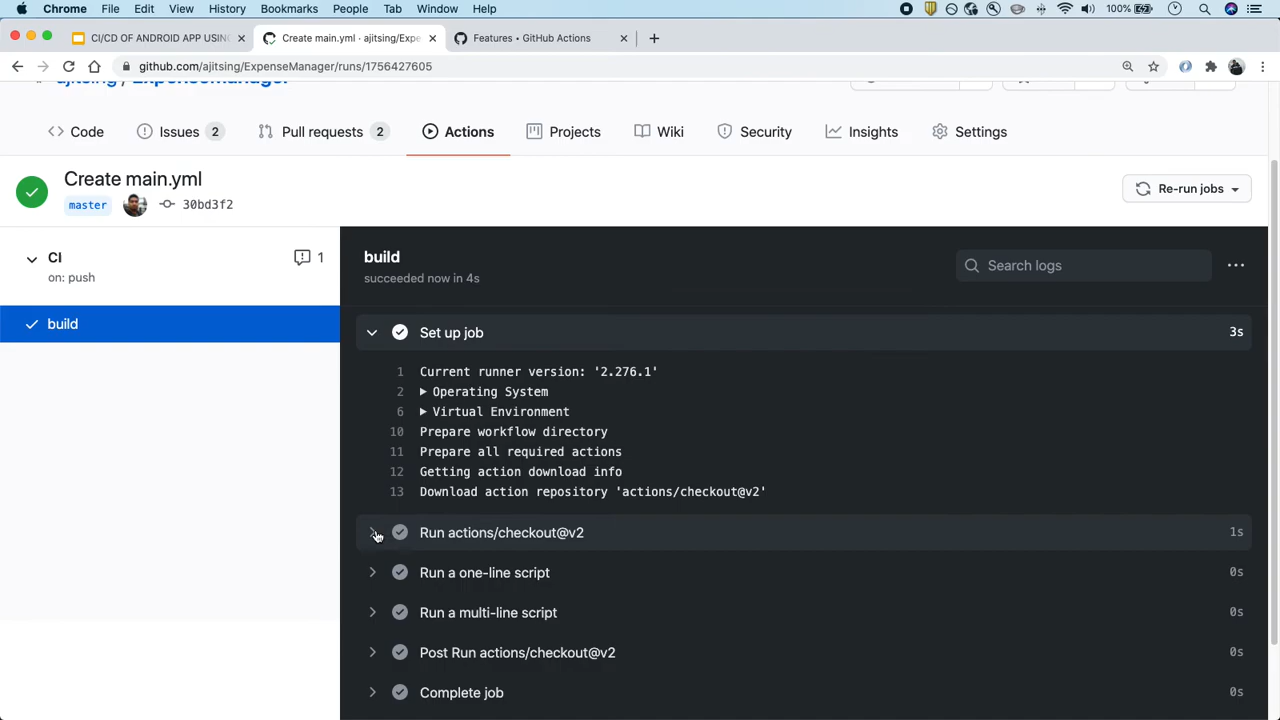 Chrome File Edit View History Bookmarks People Tab Window Help 100%
CI/CD OF ANDROID APP USING
Create main.yml · ajitsing/Expe
Features • GitHub Actions
github.com/ajitsing/ExpenseManager/runs/1756427605
ajitsing / ExpenseManager
Code Issues 2 Pull requests 2 Actions Projects Wiki Security Insights Settings
Create main.yml
master 30bd3f2
Re-run jobs
CI 1
on: push
build
build
succeeded now in 4s
Search logs
Set up job 3s
1 Current runner version: '2.276.1'
2 Operating System
6 Virtual Environment
10 Prepare workflow directory
11 Prepare all required actions
12 Getting action download info
13 Download action repository 'actions/checkout@v2'
Run actions/checkout@v2 1s
Run a one-line script 0s
Run a multi-line script 0s
Post Run actions/checkout@v2 0s
Complete job 0s